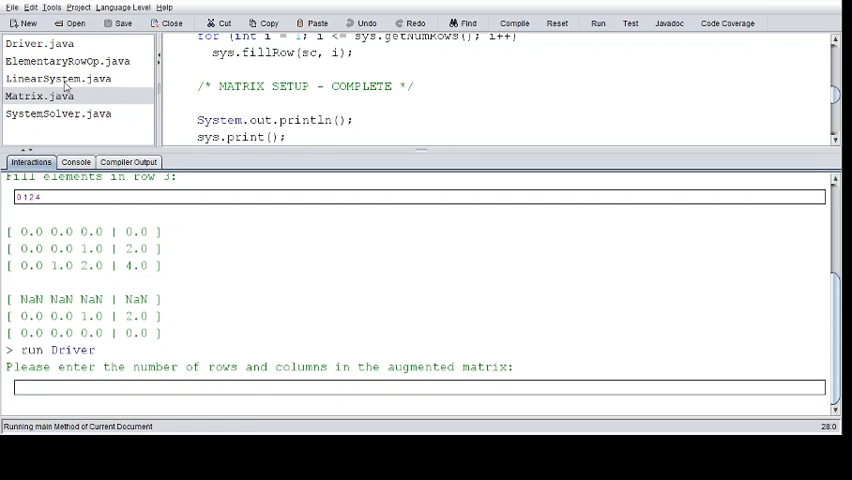 File Edit Tools Project Language Level Help
New Open Save Close Cut Copy Paste Undo Redo Find Compile Reset Run Test Javadoc Code Coverage
Driver.java
ElementaryRowOp.java
LinearSystem.java
Matrix.java
SystemSolver.java
for (int i = 1; i <= sys.getNumRows(); i++)
sys.fillRow(sc, i);
/* MATRIX SETUP - COMPLETE */
System.out.println();
sys.print();
Interactions Console Compiler Output
Fill elements in row 3:
0 1 2 4
[ 0.0 0.0 0.0 | 0.0 ]
[ 0.0 0.0 1.0 | 2.0 ]
[ 0.0 1.0 2.0 | 4.0 ]
[ NaN NaN NaN | NaN ]
[ 0.0 0.0 1.0 | 2.0 ]
[ 0.0 0.0 0.0 | 0.0 ]
> run Driver
Please enter the number of rows and columns in the augmented matrix:
Running main Method of Current Document 28:0